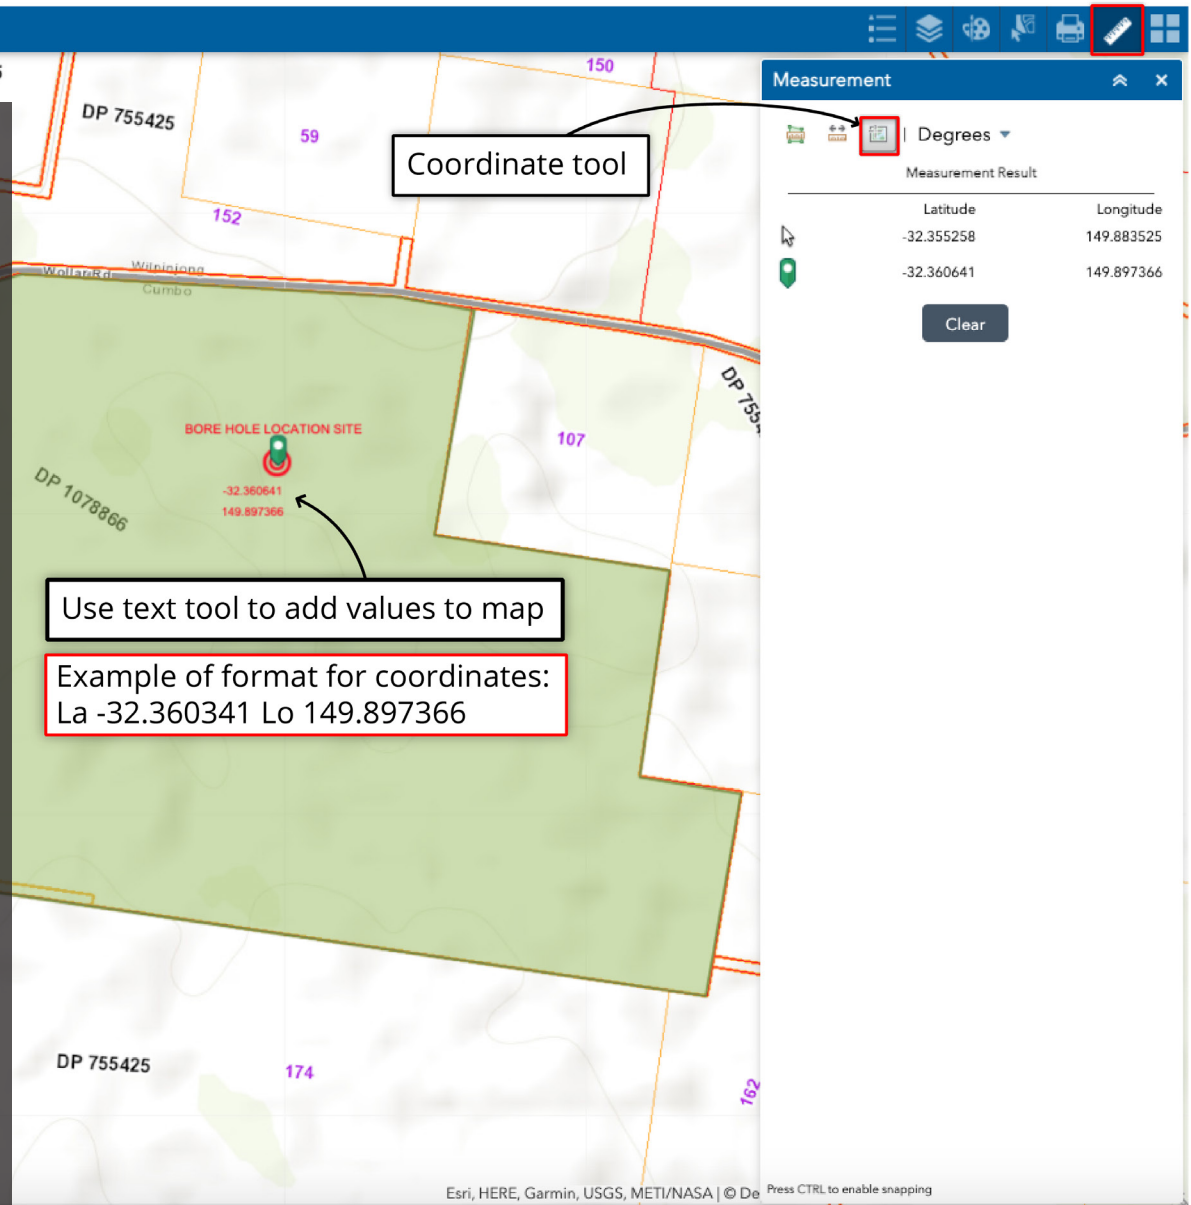 150
Measurement
DP 755425
59
Coordinate tool
Degrees
Measurement Result
152
Latitude
Longitude
-32.355258
149.883525
Wollar Rd
Wilpinjong
Cumbo
-32.360641
149.897366
Clear
DP 755
107
BORE HOLE LOCATION SITE
DP 1078866
-32.360641
149.897366
Use text tool to add values to map
Example of format for coordinates:
La -32.360341 Lo 149.897366
DP 755425
174
162
Esri, HERE, Garmin, USGS, METI/NASA | © De
Press CTRL to enable snapping